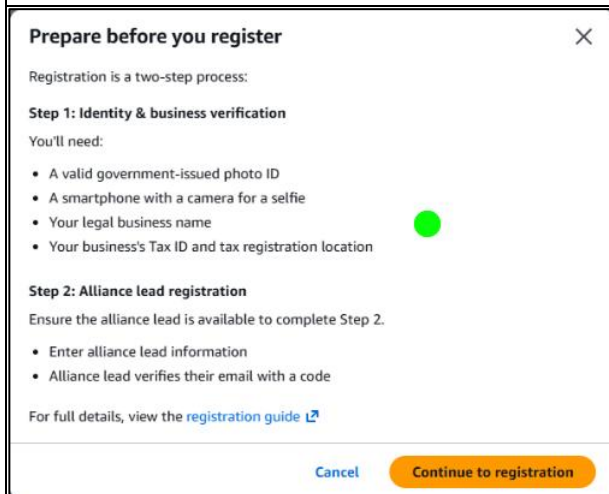 Prepare before you register
Registration is a two-step process:
Step 1: Identity & business verification
You'll need:
• A valid government-issued photo ID
• A smartphone with a camera for a selfie
• Your legal business name
• Your business's Tax ID and tax registration location
Step 2: Alliance lead registration
Ensure the alliance lead is available to complete Step 2.
• Enter alliance lead information
• Alliance lead verifies their email with a code
For full details, view the registration guide
Cancel
Continue to registration